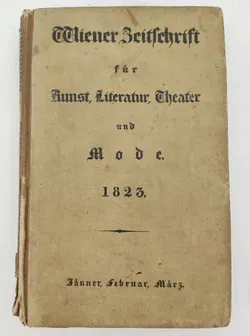 Wiener Zeitschrift
für
Kunst, Literatur, Theater
und
Mode.
1823.
Jänner, Februar, März.